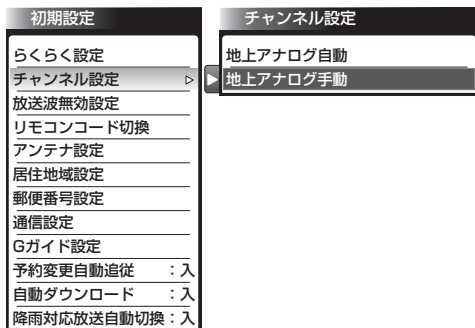 初期設定
らくらく設定
チャンネル設定
放送波無効設定
リモコンコード切換
アンテナ設定
居住地域設定
郵便番号設定
通信設定
Gガイド設定
予約変更自動追従 :入
自動ダウンロード :入
降雨対応放送自動切換:入
チャンネル設定
地上アナログ自動
地上アナログ手動